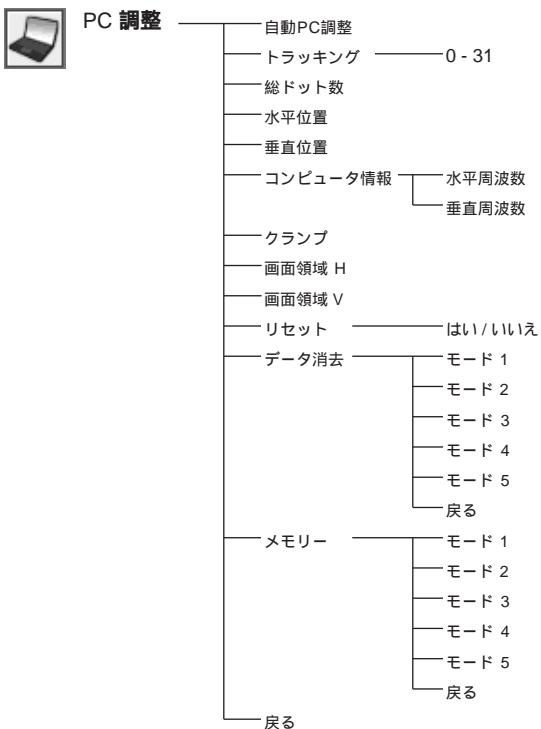 PC 調整
自動PC調整
トラッキング 0 - 31
総ドット数
水平位置
垂直位置
コンピュータ情報 水平周波数
垂直周波数
クランプ
画面領域 H
画面領域 V
リセット はい / いいえ
データ消去 モード 1
モード 2
モード 3
モード 4
モード 5
戻る
メモリー モード 1
モード 2
モード 3
モード 4
モード 5
戻る
戻る